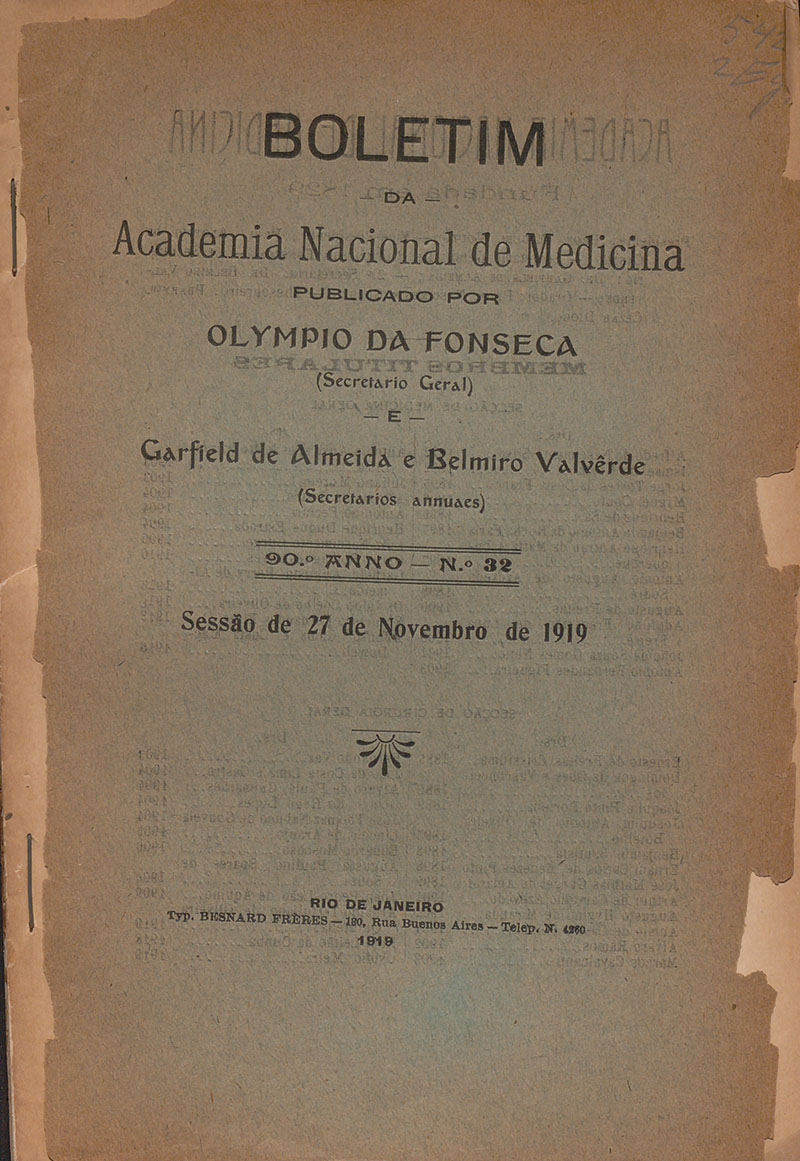 BOLETIM
— DA —
Academia Nacional de Medicina
PUBLICADO POR
OLYMPIO DA FONSECA
(Secretario Geral)
— E —
Garfield de Almeida e Belmiro Valvêrde
(Secretarios annuaes)
90.º ANNO — N.º 32
Sessão de 27 de Novembro de 1919
RIO DE JANEIRO
Typ. BESNARD FRÈRES — 130, Rua Buenos Aires — Telep. N. 4260
1919